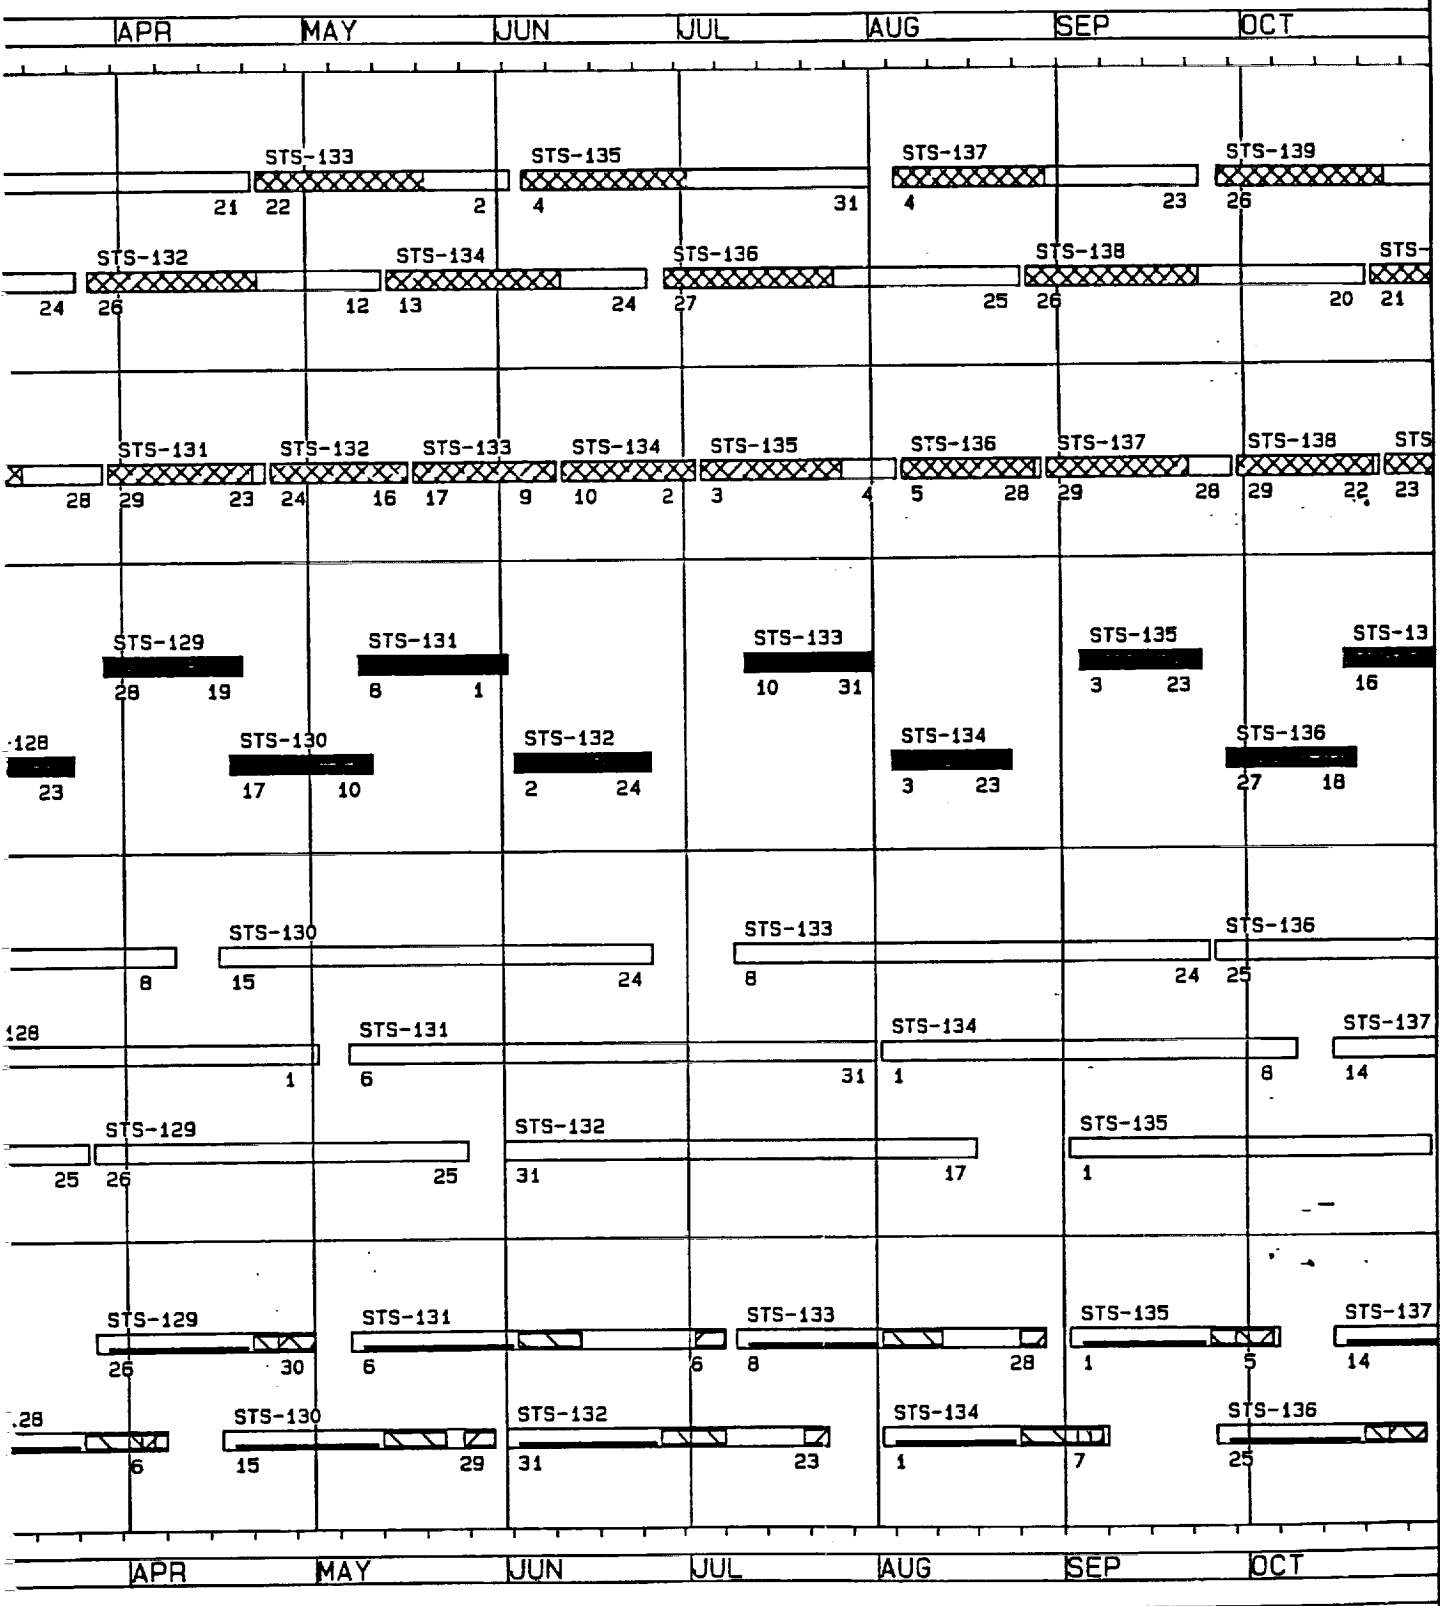 APR MAY JUN JUL AUG SEP OCT
STS-133 STS-135 STS-137 STS-139
21 22 2 4 31 4 23 26
STS-132 STS-134 STS-136 STS-138 STS-
24 26 12 13 24 27 25 26 20 21
STS-131 STS-132 STS-133 STS-134 STS-135 STS-136 STS-137 STS-138 STS
28 29 23 24 16 17 9 10 2 3 4 5 28 29 28 29 22 23
STS-129 STS-131 STS-133 STS-135 STS-13
28 19 8 1 10 31 3 23 16
-128 STS-130 STS-132 STS-134 STS-136
23 17 10 2 24 3 23 27 18
STS-130 STS-133 STS-136
8 15 24 8 24 25
128 STS-131 STS-134 STS-137
1 6 31 1 8 14
STS-129 STS-132 STS-135
25 26 25 31 17 1
STS-129 STS-131 STS-133 STS-135 STS-137
26 30 6 6 8 28 1 5 14
.28 STS-130 STS-132 STS-134 STS-136
6 15 29 31 23 1 7 25
APR MAY JUN JUL AUG SEP OCT